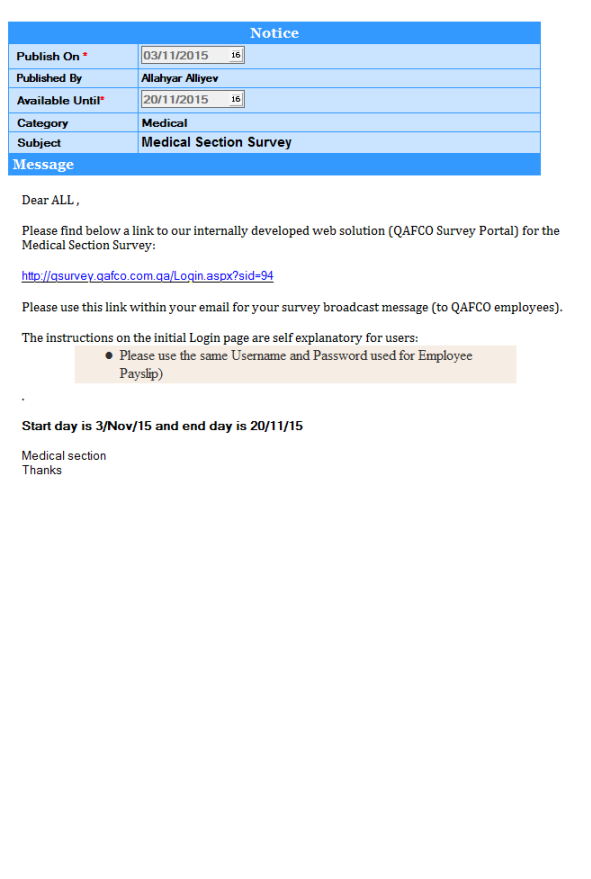 Notice
Publish On * 03/11/2015 16
Published By Allahyar Alliyev
Available Until* 20/11/2015 16
Category Medical
Subject Medical Section Survey
Message
Dear ALL ,
Please find below a link to our internally developed web solution (QAFCO Survey Portal) for the
Medical Section Survey:
http://qsurvey.qafco.com.qa/Login.aspx?sid=94
Please use this link within your email for your survey broadcast message (to QAFCO employees).
The instructions on the initial Login page are self explanatory for users:
● Please use the same Username and Password used for Employee
Payslip)
.
Start day is 3/Nov/15 and end day is 20/11/15
Medical section
Thanks